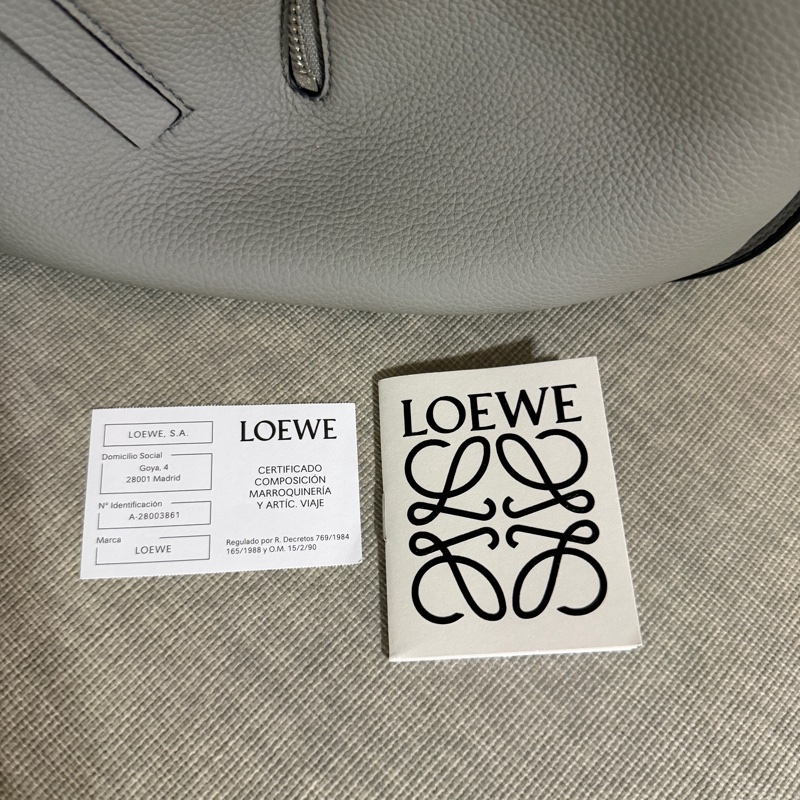 LOEWE, S.A.
Domicilio Social
Goya, 4
28001 Madrid
Nº Identificación
A-28003861
Marca
LOEWE
LOEWE
CERTIFICADO
COMPOSICIÓN
MARROQUINERÍA
Y ARTÍC. VIAJE
Regulado por R. Decretos 769/1984
165/1988 y O.M. 15/2/90
LOEWE